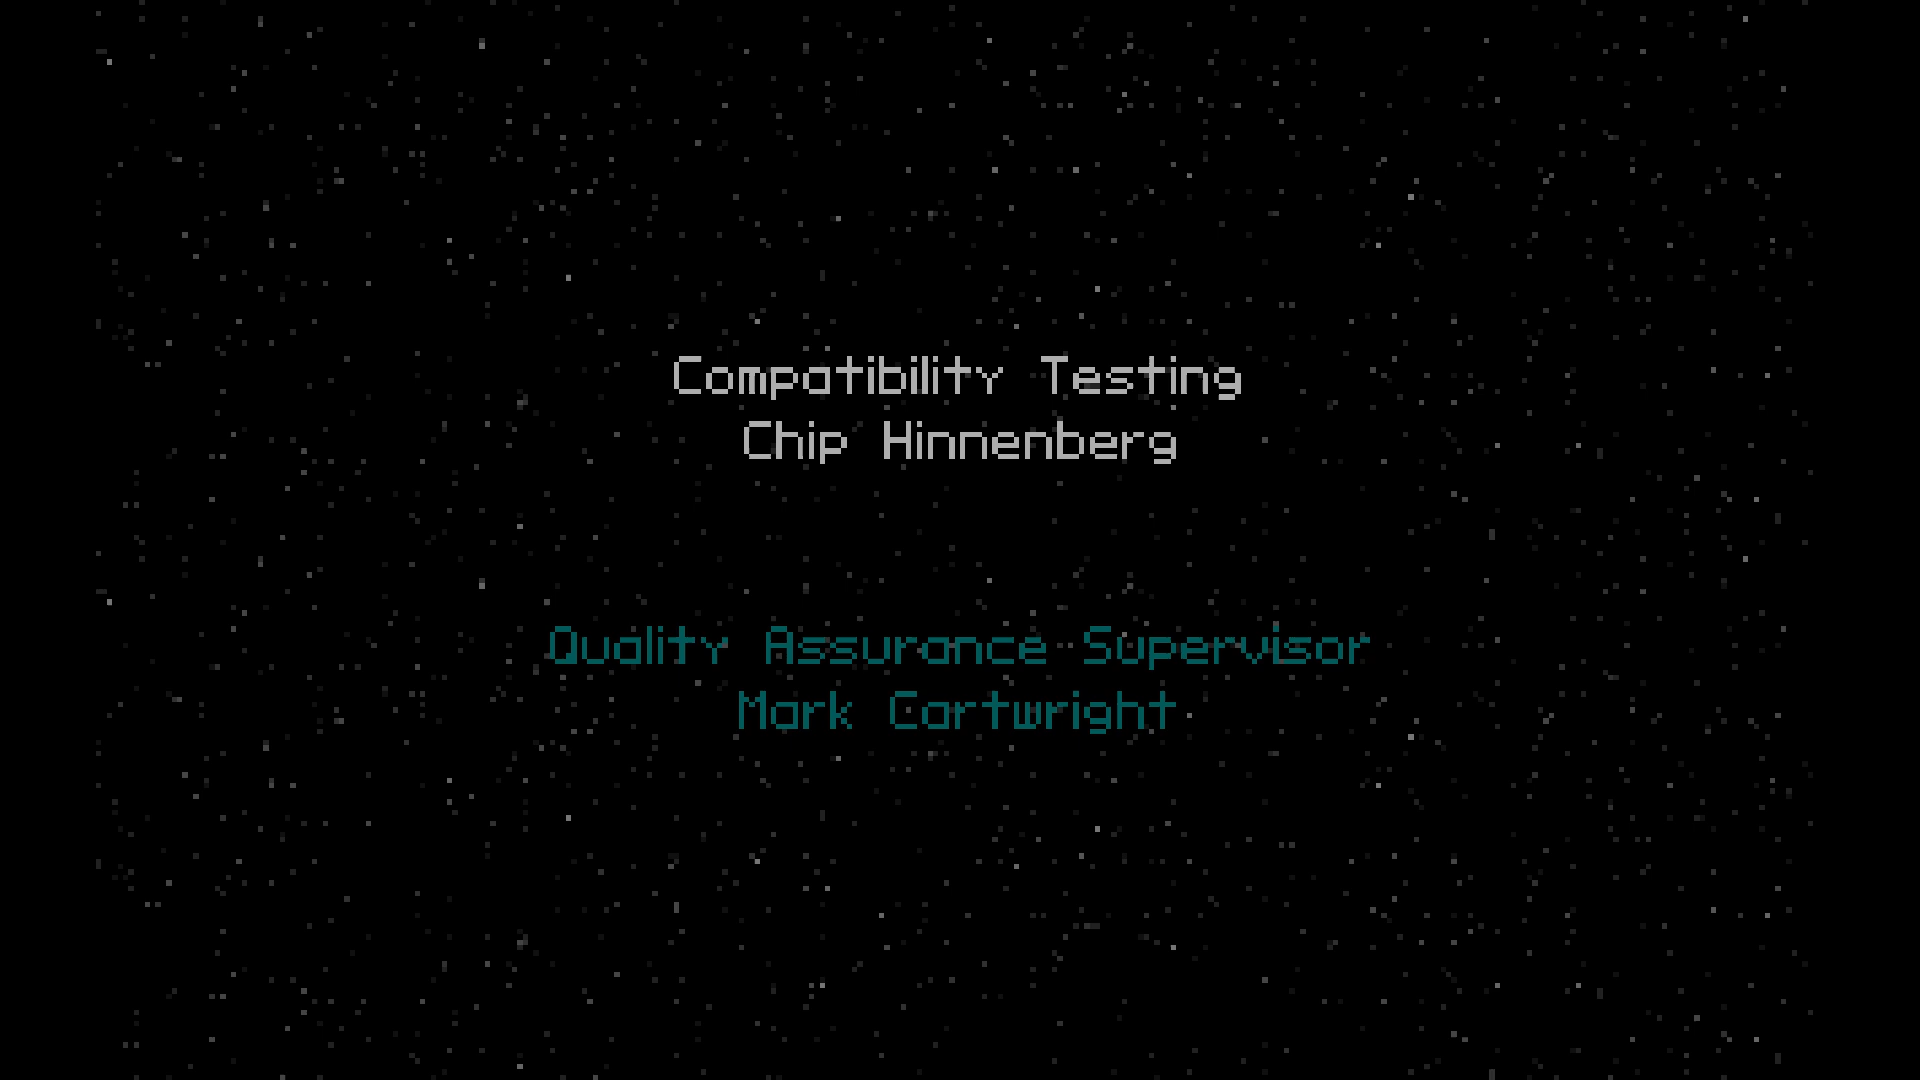 Compatibility Testing
Chip Hinnenberg
Quality Assurance Supervisor
Mark Cartwright